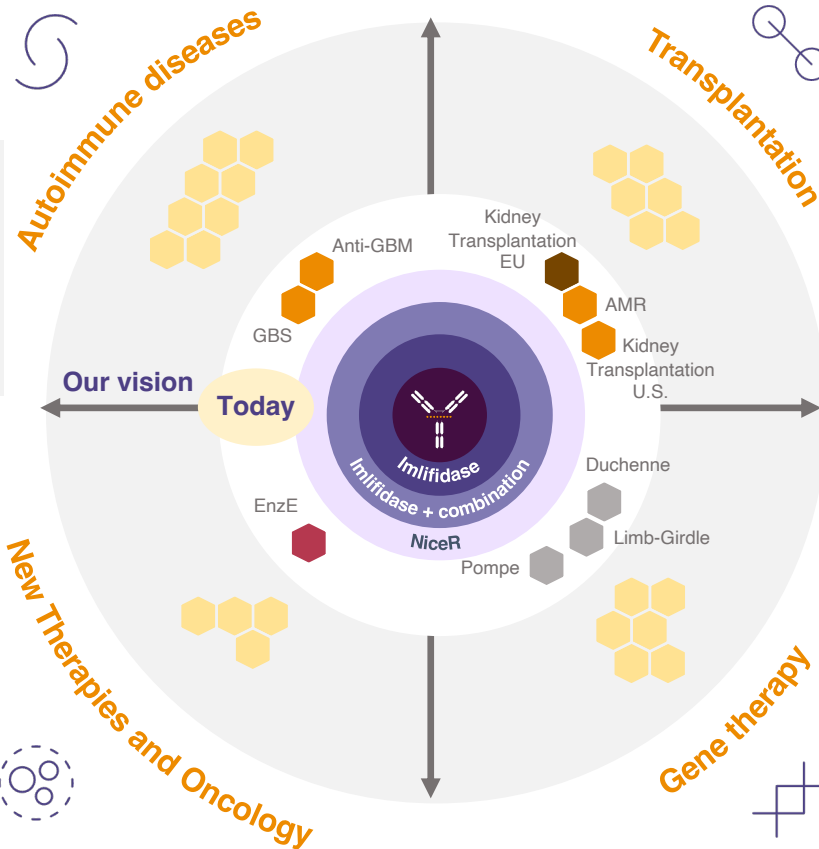 Autoimmune diseases
Transplantation
Kidney
Transplantation
EU
Anti-GBM
AMR
GBS
Kidney
Transplantation
U.S.
Our vision
Today
Imlifidase
Imlifidase + combination
NiceR
Duchenne
EnzE
Limb-Girdle
Pompe
New Therapies and Oncology
Gene therapy